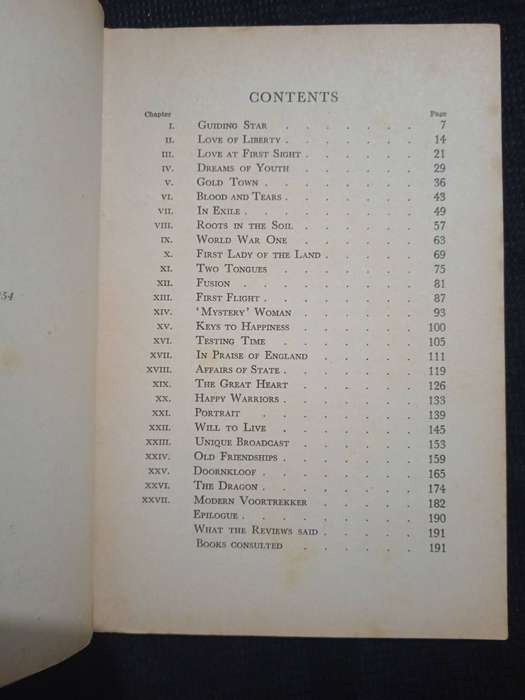 CONTENTS
Chapter Page
I. GUIDING STAR . . . . . . . 7
II. LOVE OF LIBERTY . . . . . . 14
III. LOVE AT FIRST SIGHT . . . . . 21
IV. DREAMS OF YOUTH . . . . . 29
V. GOLD TOWN . . . . . . . 36
VI. BLOOD AND TEARS . . . . . . 43
VII. IN EXILE . . . . . . . . 49
VIII. ROOTS IN THE SOIL . . . . . 57
IX. WORLD WAR ONE . . . . . 63
X. FIRST LADY OF THE LAND . . . . 69
XI. TWO TONGUES . . . . . . 75
XII. FUSION . . . . . . . 81
XIII. FIRST FLIGHT . . . . . . . 87
XIV. 'MYSTERY' WOMAN . . . . . 93
XV. KEYS TO HAPPINESS . . . . . 100
XVI. TESTING TIME . . . . . . 105
XVII. IN PRAISE OF ENGLAND . . . . 111
XVIII. AFFAIRS OF STATE . . . . . . 119
XIX. THE GREAT HEART . . . . . 126
XX. HAPPY WARRIORS . . . . . . 133
XXI. PORTRAIT . . . . . . 139
XXII. WILL TO LIVE . . . . . . 145
XXIII. UNIQUE BROADCAST . . . . . 153
XXIV. OLD FRIENDSHIPS . . . . . . 159
XXV. DOORNKLOOF . . . . . . . 165
XXVI. THE DRAGON . . . . . . . 174
XXVII. MODERN VOORTREKKER . . . . 182
EPILOGUE . . . . . . . . 190
WHAT THE REVIEWS SAID . . . . 191
BOOKS CONSULTED . . . . . 191
54